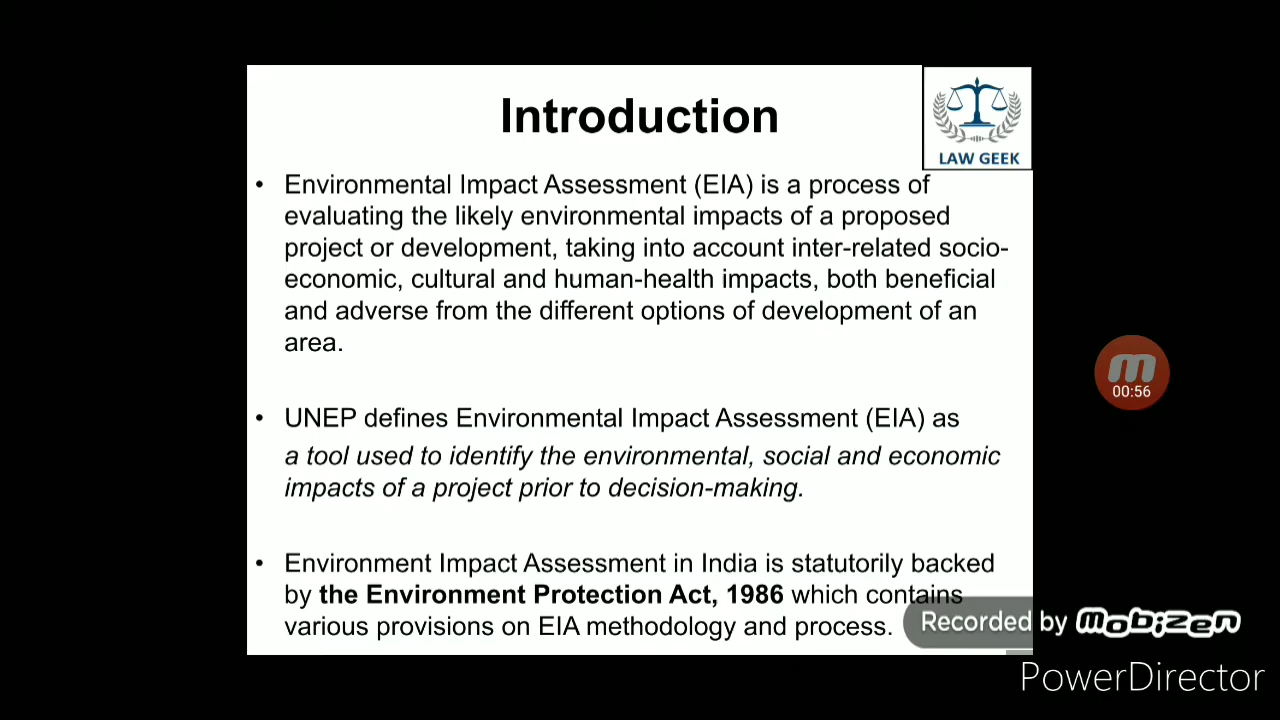 Introduction
LAW GEEK
• Environmental Impact Assessment (EIA) is a process of
evaluating the likely environmental impacts of a proposed
project or development, taking into account inter-related socio-
economic, cultural and human-health impacts, both beneficial
and adverse from the different options of development of an
area.
• UNEP defines Environmental Impact Assessment (EIA) as
a tool used to identify the environmental, social and economic
impacts of a project prior to decision-making.
• Environment Impact Assessment in India is statutorily backed
by the Environment Protection Act, 1986 which contains
various provisions on EIA methodology and process.
00:56
Recorded by mobizen
PowerDirector